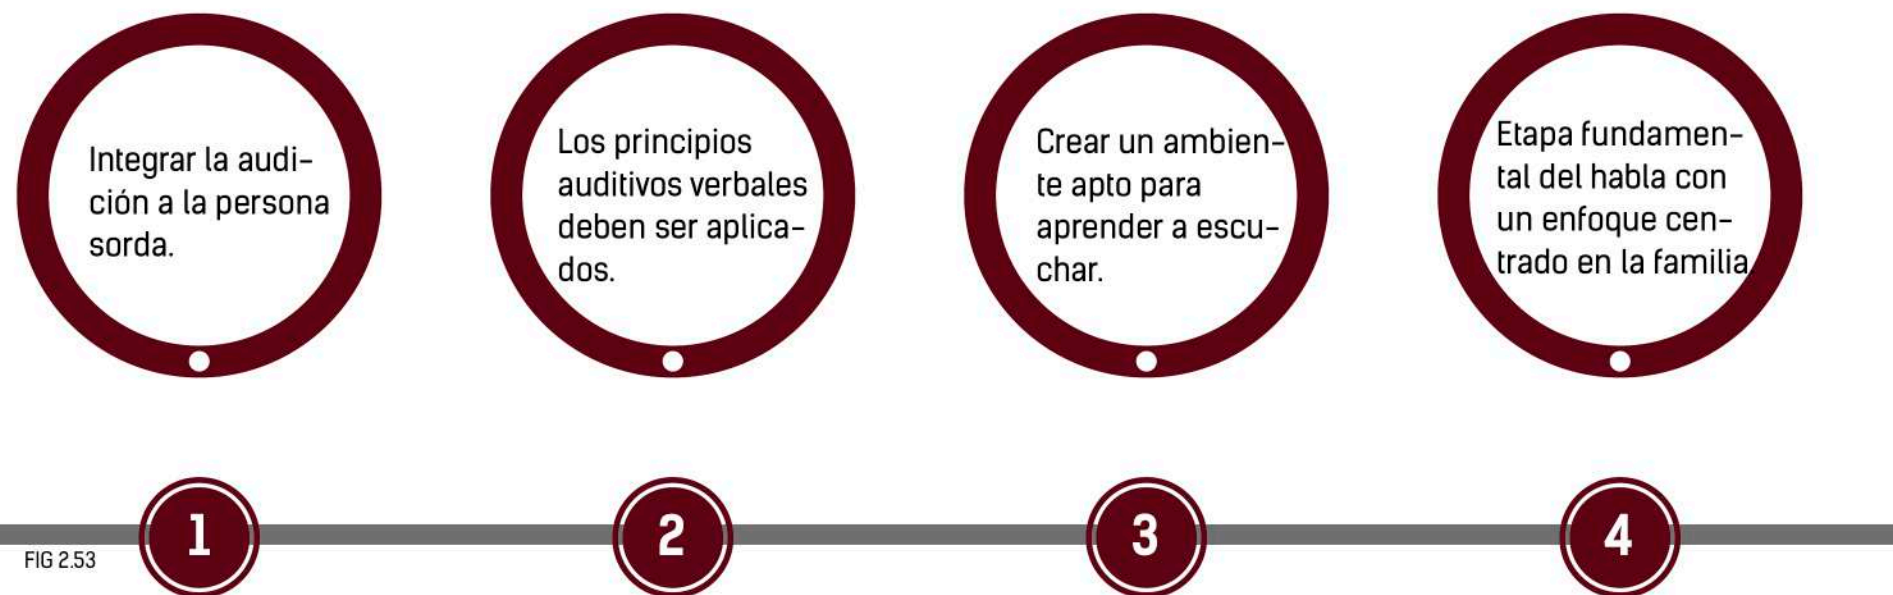 Integrar la audi-
ción a la persona
sorda.
Los principios
auditivos verbales
deben ser aplica-
dos.
Crear un ambien-
te apto para
aprender a escu-
char.
Etapa fundamen-
tal del habla con
un enfoque cen-
trado en la familia.
1
2
3
4
FIG 2.53